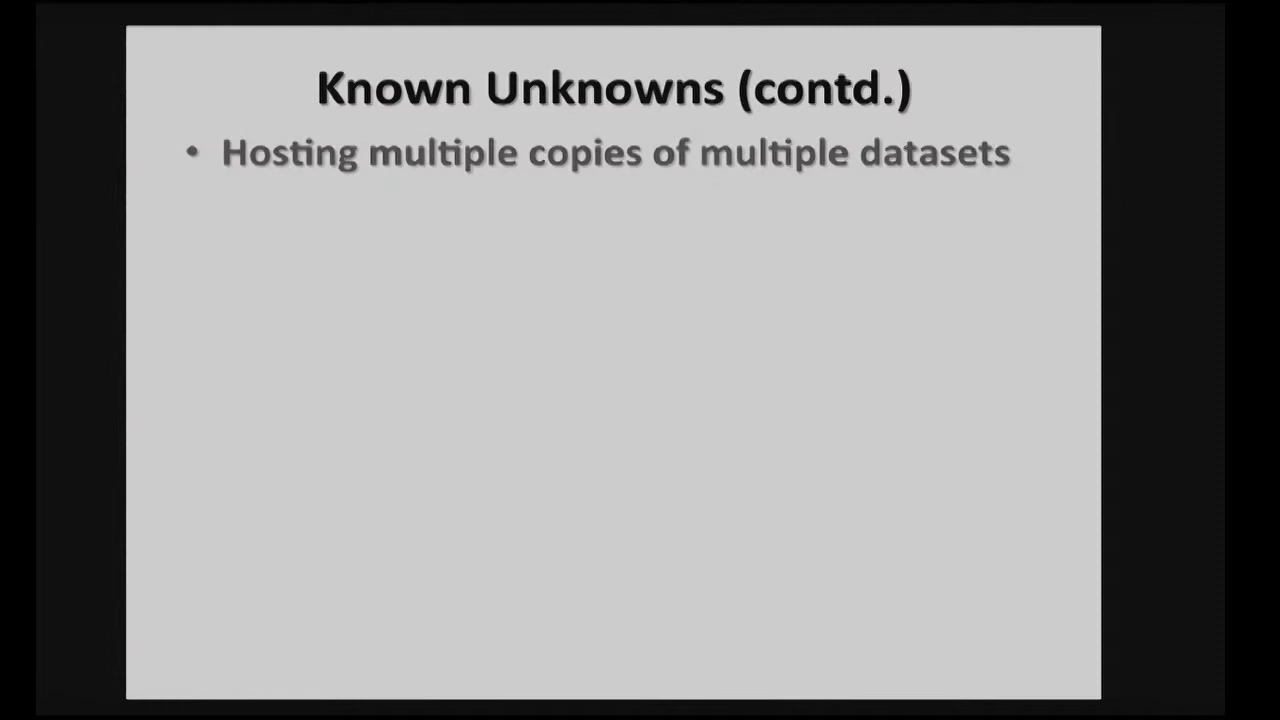 Known Unknowns (contd.)
• Hosting multiple copies of multiple datasets